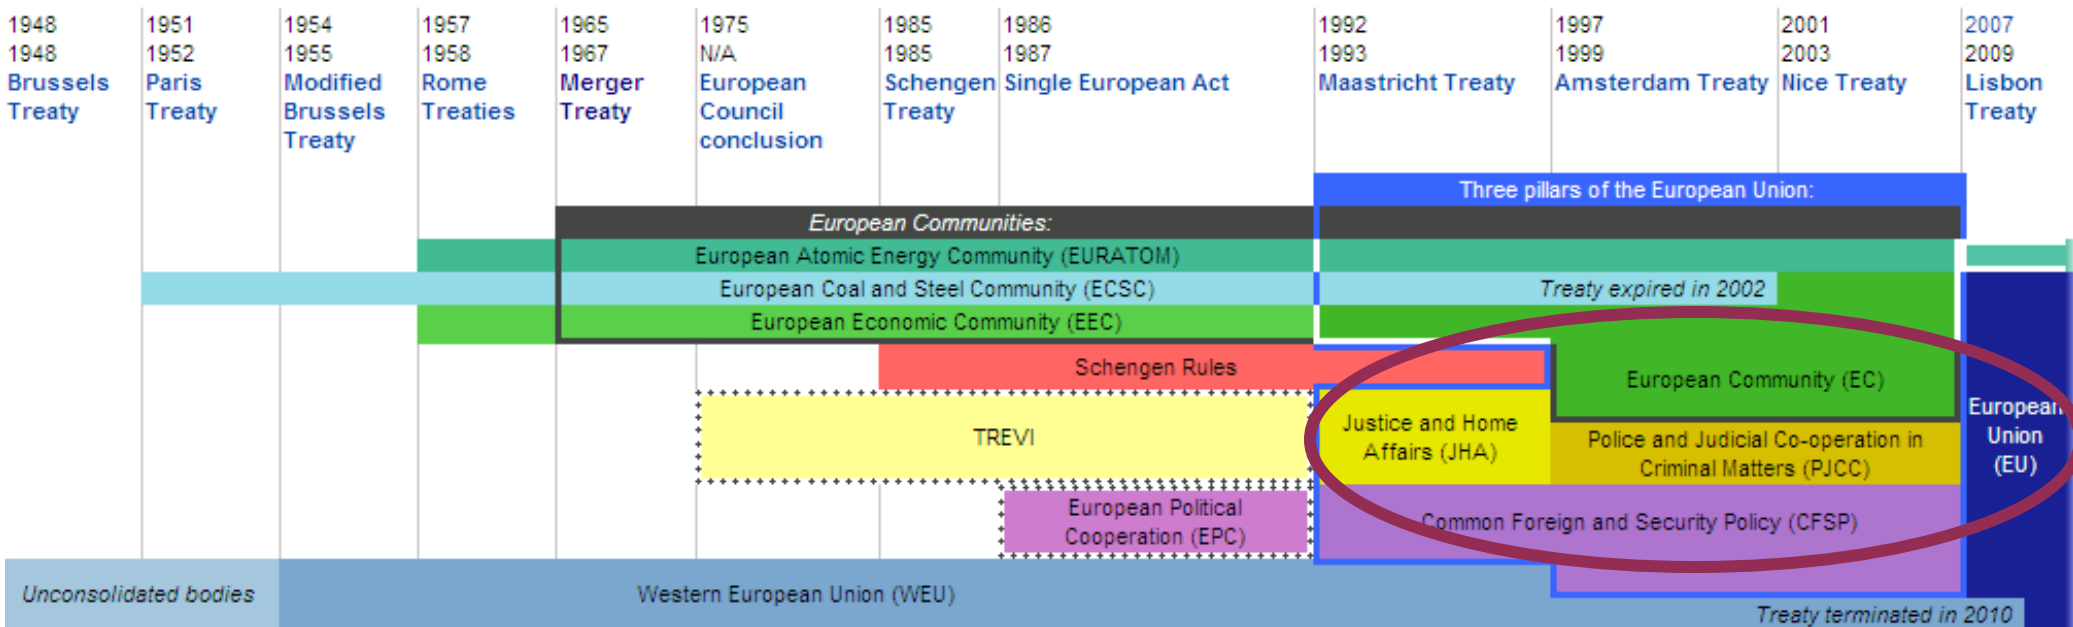 1948
1948
Brussels
Treaty
1951
1952
Paris
Treaty
1954
1955
Modified
Brussels
Treaty
1957
1958
Rome
Treaties
1965
1967
Merger
Treaty
1975
N/A
European
Council
conclusion
1985
1985
Schengen
Treaty
1986
1987
Single European Act
1992
1993
Maastricht Treaty
1997
1999
Amsterdam Treaty
2001
2003
Nice Treaty
2007
2009
Lisbon
Treaty
Three pillars of the European Union:
European Communities:
European Atomic Energy Community (EURATOM)
European Coal and Steel Community (ECSC)
Treaty expired in 2002
European Economic Community (EEC)
Schengen Rules
European Community (EC)
TREVI
Justice and Home
Affairs (JHA)
Police and Judicial Co-operation in
Criminal Matters (PJCC)
European
Union
(EU)
European Political
Cooperation (EPC)
Common Foreign and Security Policy (CFSP)
Unconsolidated bodies
Western European Union (WEU)
Treaty terminated in 2010